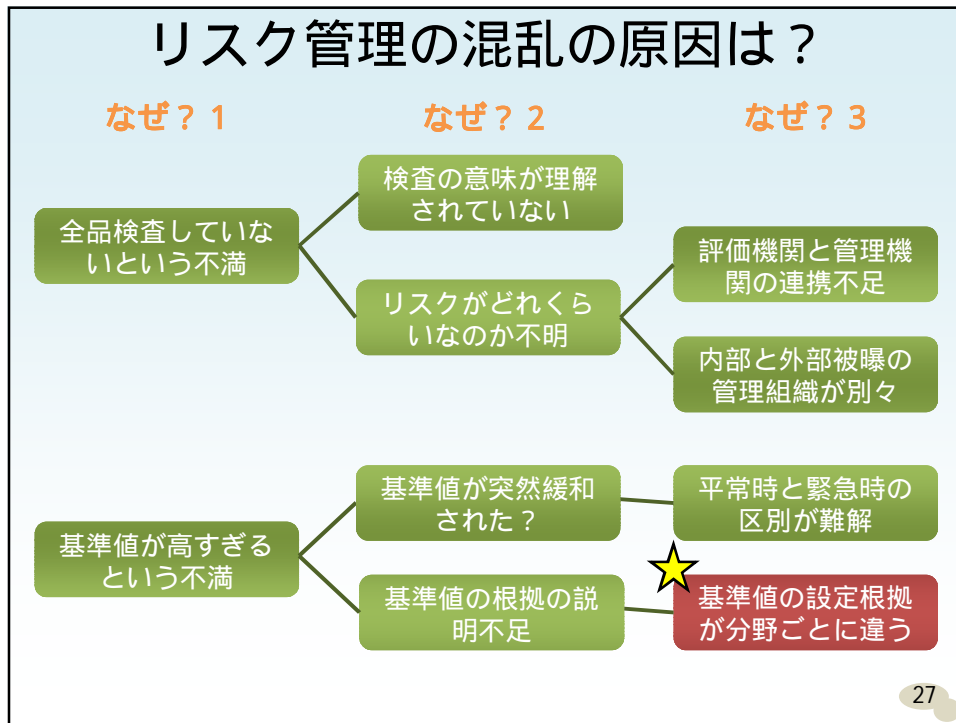 リスク管理の混乱の原因は？
なぜ？１
なぜ？２
なぜ？３
全品検査していな
いという不満
検査の意味が理解
されていない
リスクがどれくら
いなのか不明
評価機関と管理機
関の連携不足
内部と外部被曝の
管理組織が別々
基準値が高すぎる
という不満
基準値が突然緩和
された？
平常時と緊急時の
区別が難解
基準値の根拠の説
明不足
基準値の設定根拠
が分野ごとに違う
27